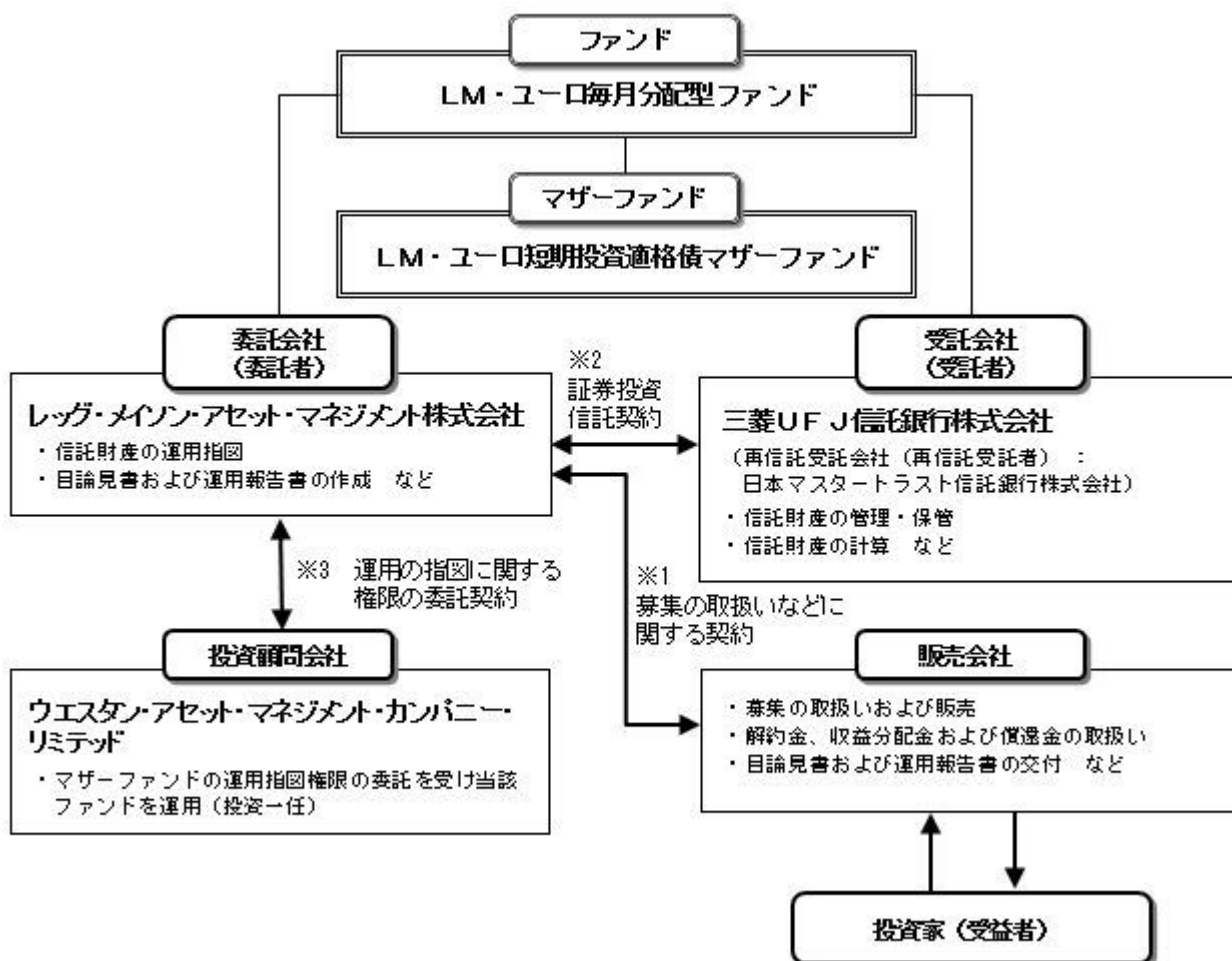 ファンド
LM・ユーロ毎月分配型ファンド
マザーファンド
LM・ユーロ短期投資適格債マザーファンド
委託会社
(委託者)
レッグ・メイソン・アセット・マネジメント株式会社
・信託財産の運用指図
・目論見書および運用報告書の作成 など
※2
証券投資
信託契約
受託会社
(受託者)
三菱UFJ信託銀行株式会社
(再信託受託会社(再信託受託者) :
日本マスタートラスト信託銀行株式会社)
・信託財産の管理・保管
・信託財産の計算 など
※3 運用の指図に関する
権限の委託契約
※1
募集の取扱いなどに
関する契約
投資顧問会社
ウエスタン・アセット・マネジメント・カンパニー・
リミテッド
・マザーファンドの運用指図権限の委託を受け当該
ファンドを運用(投資一任)
販売会社
・募集の取扱いおよび販売
・解約金、収益分配金および償還金の取扱い
・目論見書および運用報告書の交付 など
投資家(受益者)